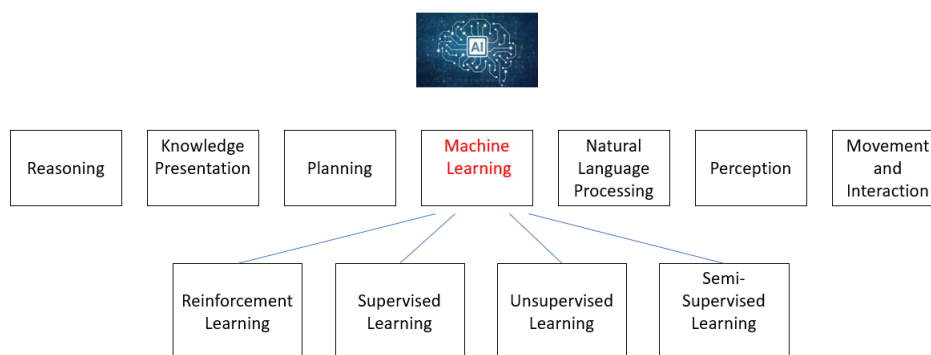 AI
Reasoning
Knowledge
Presentation
Planning
Machine
Learning
Natural
Language
Processing
Perception
Movement
and
Interaction
Reinforcement
Learning
Supervised
Learning
Unsupervised
Learning
Semi-
Supervised
Learning